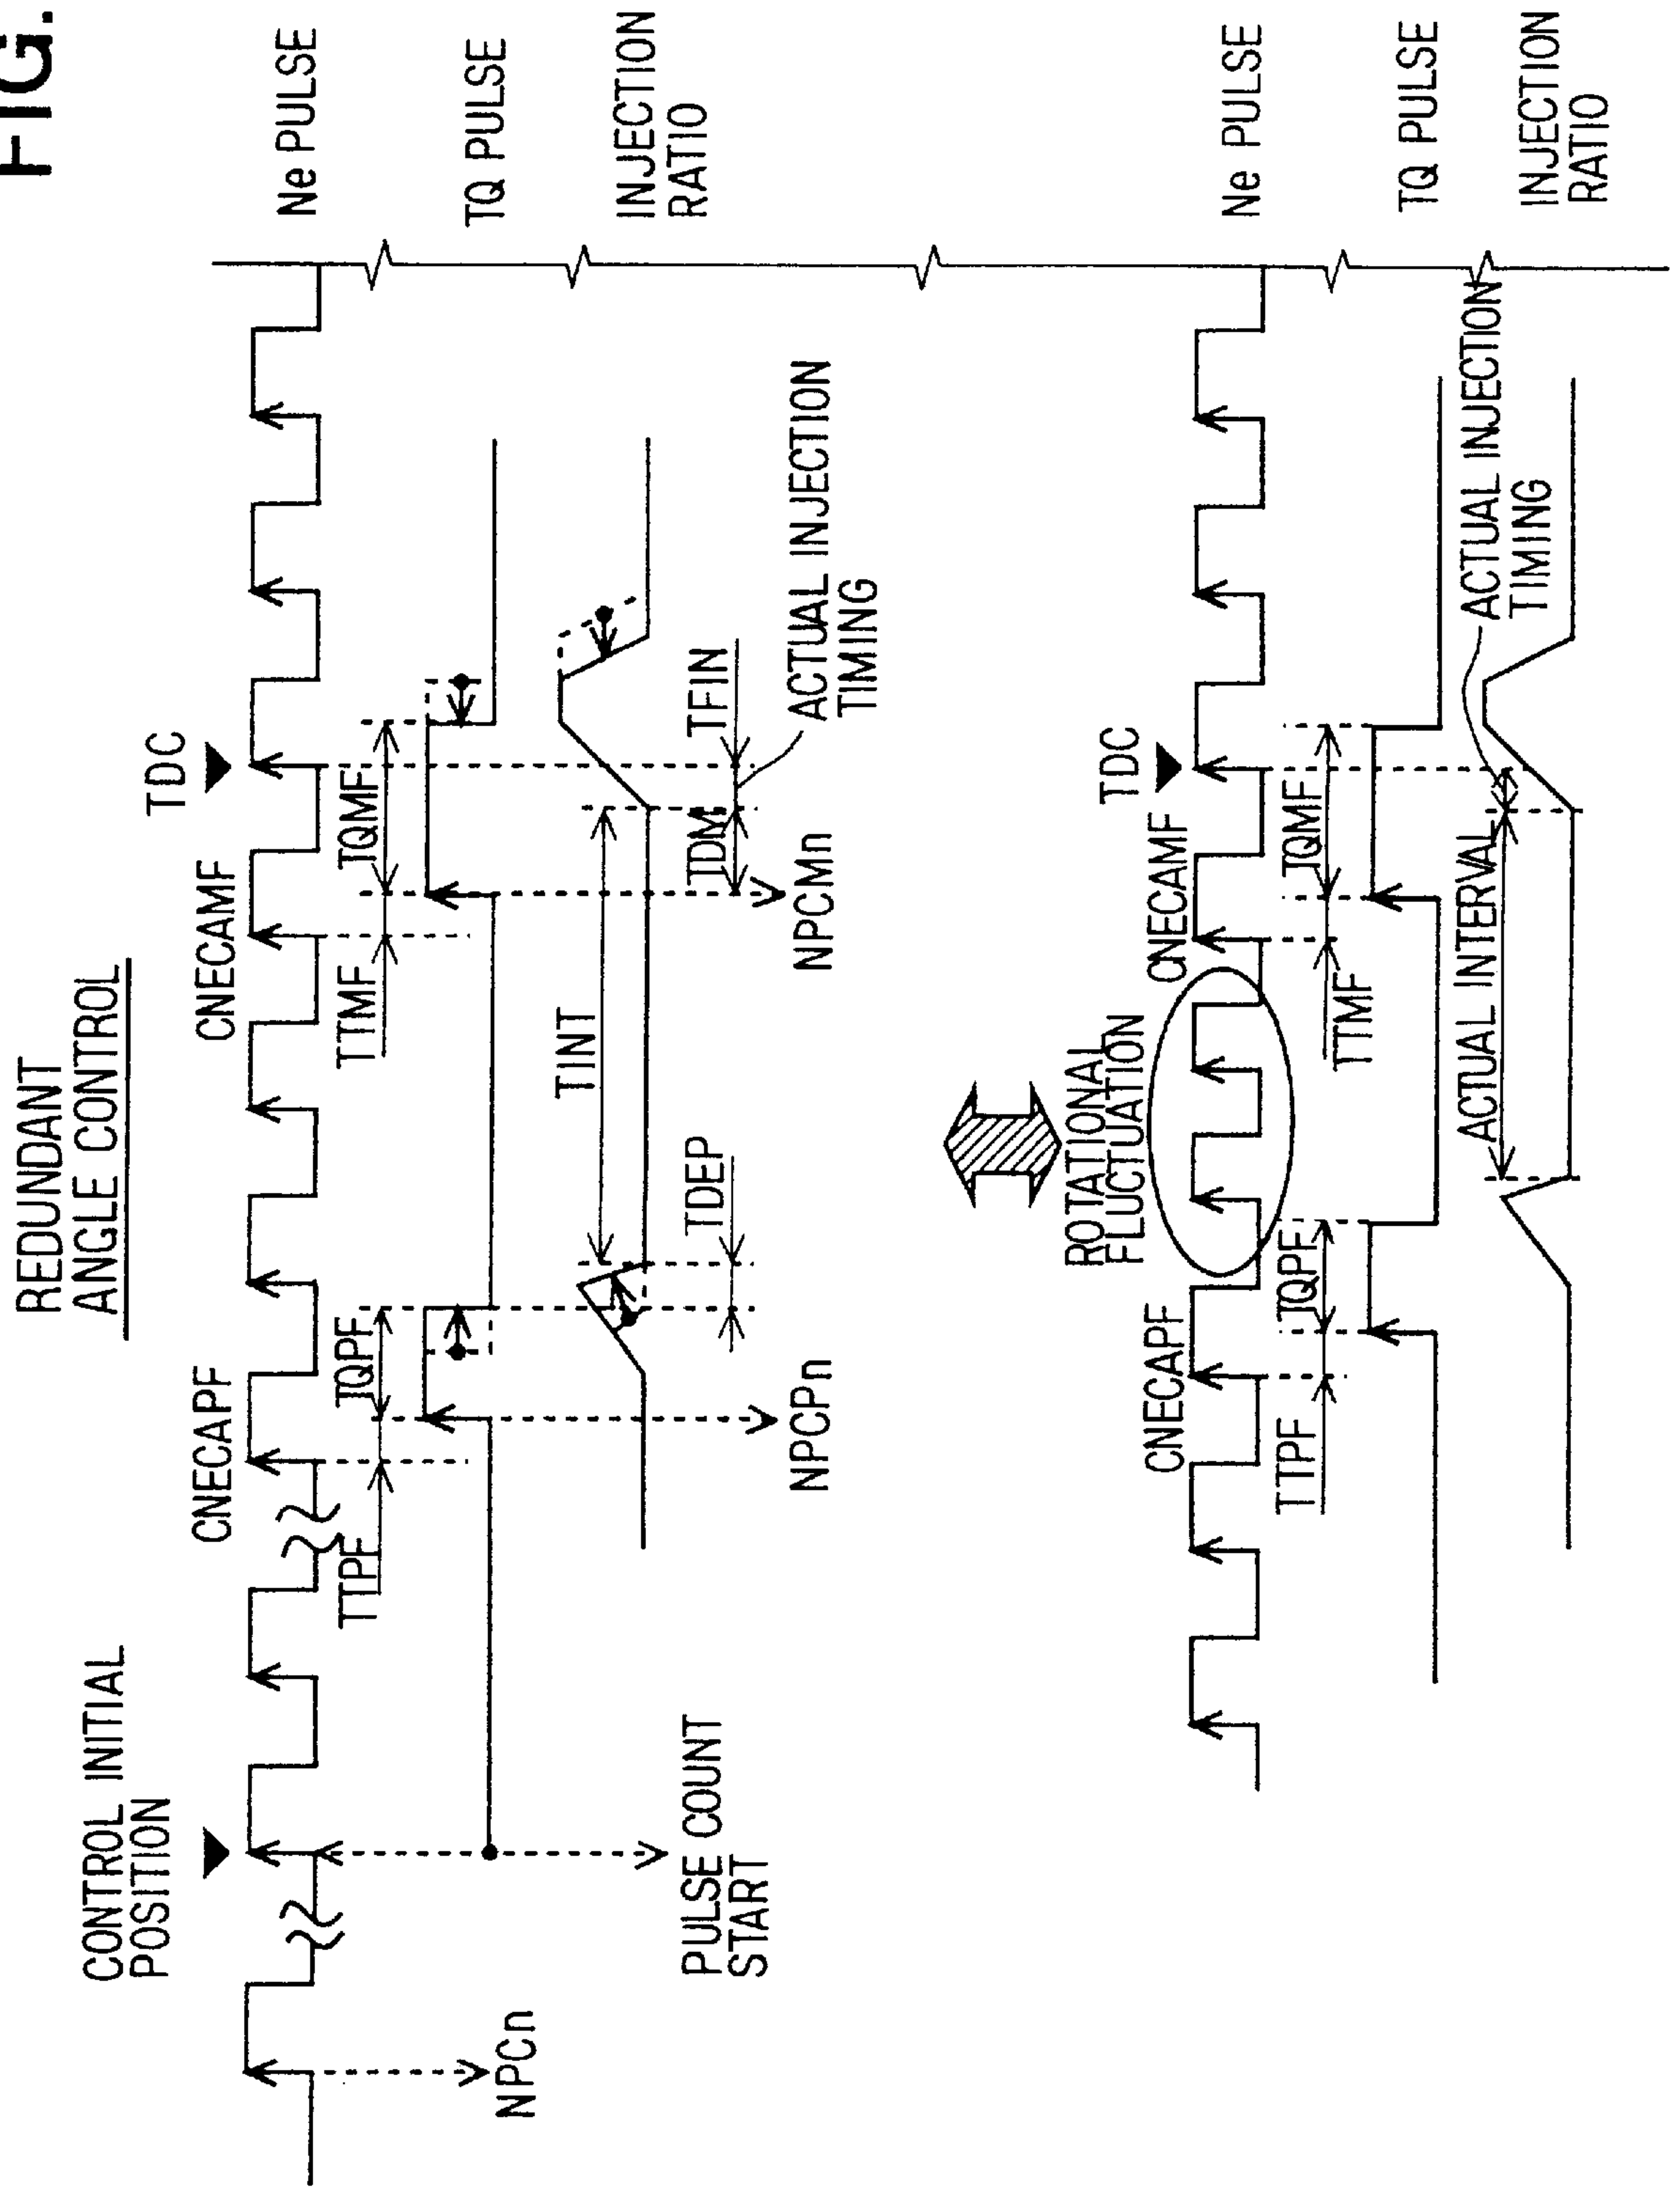 FIG.
REDUNDANT
ANGLE CONTROL
CONTROL INITIAL
POSITION
CNECAPF
CNECAMF
TDC
Ne PULSE
TTPF
TQPF
TTMF
TQMF
TQ PULSE
NPCn
TINT
INJECTION
RATIO
PULSE COUNT
START
TDEP
TDM
TFIN
NPCPn
NPCMn
ACTUAL INJECTION
TIMING
ROTATIONAL
FLUCTUATION
CNECAPF
CNECAMF
TDC
Ne PULSE
TTPF
TQPF
TTMF
TQMF
TQ PULSE
ACTUAL INTERVAL
ACTUAL INJECTION
TIMING
INJECTION
RATIO